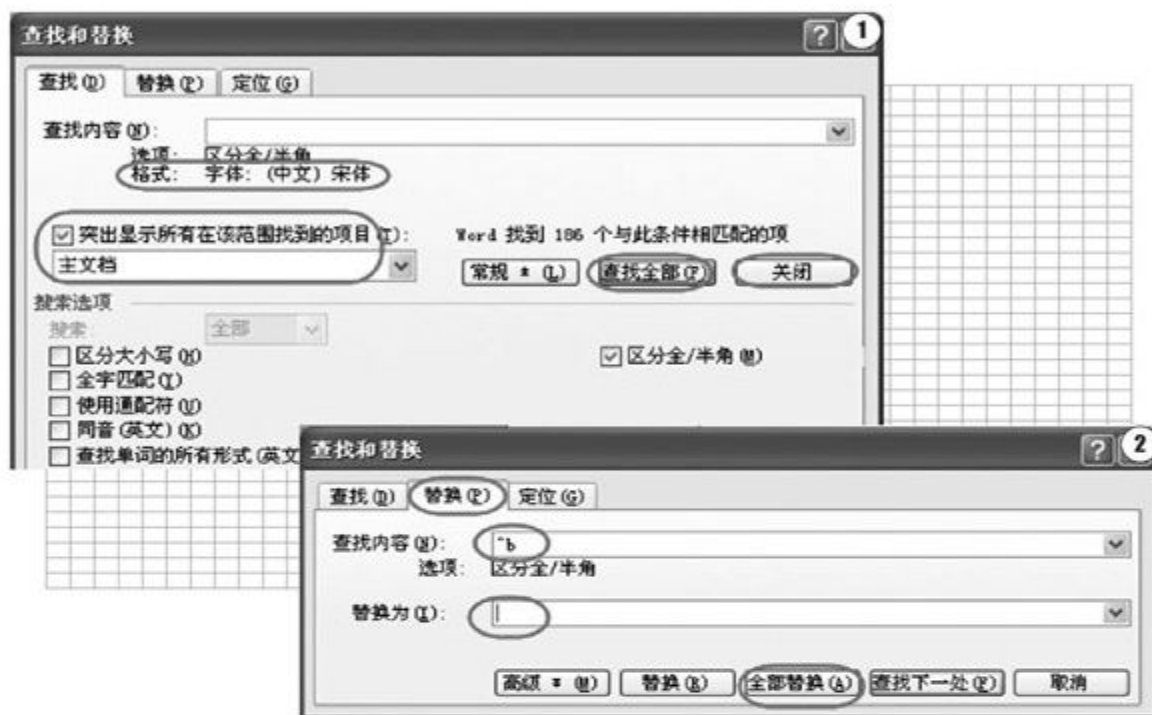 查找和替换
? 1
查找(D) 替换(P) 定位(G)
查找内容(N):
选项: 区分全/半角
格式: 字体: (中文) 宋体
突出显示所有在该范围找到的项目(T): Word 找到 186 个与此条件相匹配的项
主文档 常规 (L) 查找全部(F) 关闭
搜索选项
搜索 全部
区分大小写(H) 区分全/半角(M)
全字匹配(Y)
使用通配符(U)
同音(英文)(K)
查找单词的所有形式(英文
查找和替换
? 2
查找(D) 替换(P) 定位(G)
查找内容(N): ^b
选项: 区分全/半角
替换为(I):
高级 (M) 替换(R) 全部替换(A) 查找下一处(F) 取消